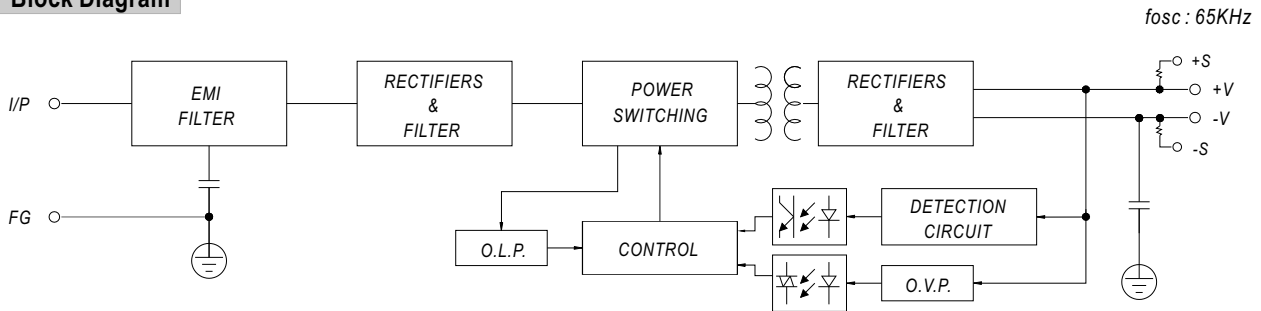 Block Diagram
fosc : 65KHz
I/P
EMI
FILTER
RECTIFIERS
&
FILTER
POWER
SWITCHING
RECTIFIERS
&
FILTER
+S
+V
-V
-S
FG
O.L.P.
CONTROL
DETECTION
CIRCUIT
O.V.P.